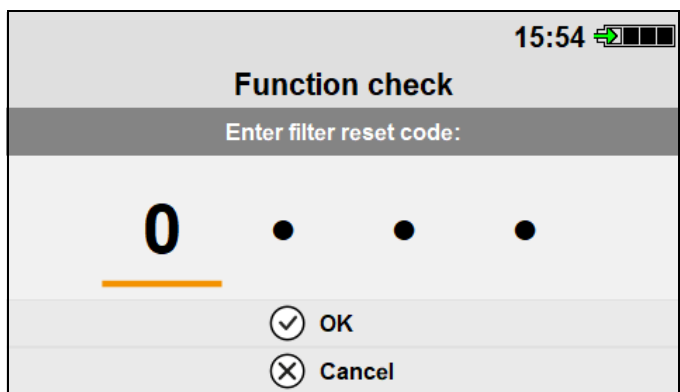 15:54
Function check
Enter filter reset code:
0 • • •
OK
Cancel